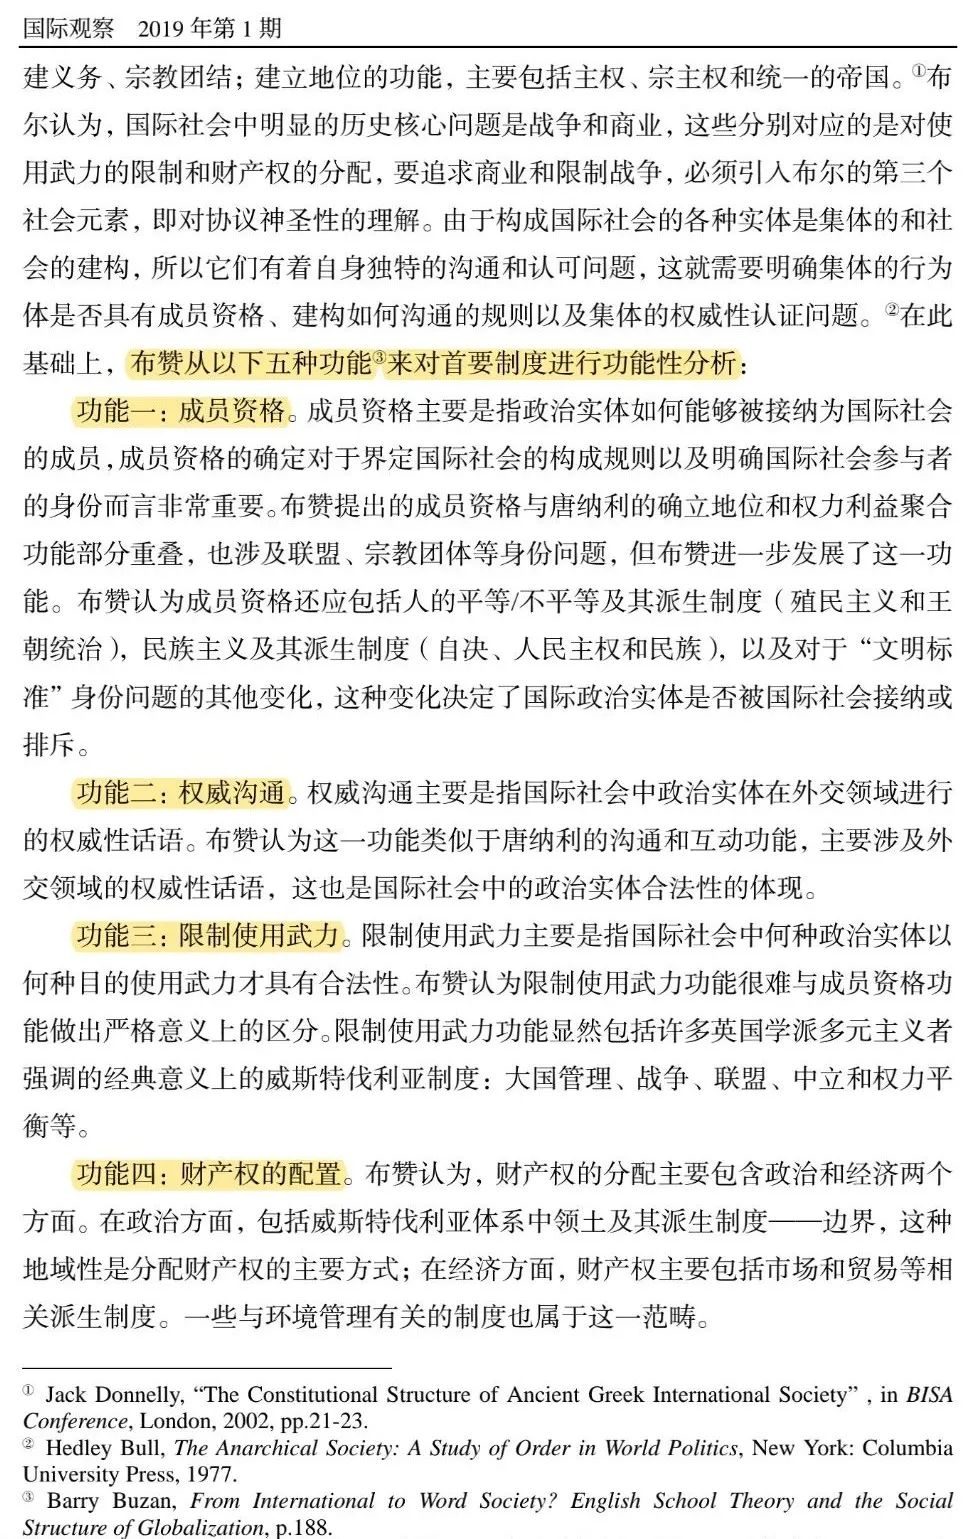 国际观察 2019 年第 1 期
建义务、宗教团结；建立地位的功能，主要包括主权、宗主权和统一的帝国。①布
尔认为，国际社会中明显的历史核心问题是战争和商业，这些分别对应的是对使
用武力的限制和财产权的分配，要追求商业和限制战争，必须引入布尔的第三个
社会元素，即对协议神圣性的理解。由于构成国际社会的各种实体是集体的和社
会的建构，所以它们有着自身独特的沟通和认可问题，这就需要明确集体的行为
体是否具有成员资格、建构如何沟通的规则以及集体的权威性认证问题。②在此
基础上，布赞从以下五种功能③来对首要制度进行功能性分析：
功能一：成员资格。成员资格主要是指政治实体如何能够被接纳为国际社会
的成员，成员资格的确定对于界定国际社会的构成规则以及明确国际社会参与者
的身份而言非常重要。布赞提出的成员资格与唐纳利的确立地位和权力利益聚合
功能部分重叠，也涉及联盟、宗教团体等身份问题，但布赞进一步发展了这一功
能。布赞认为成员资格还应包括人的平等/不平等及其派生制度（殖民主义和王
朝统治），民族主义及其派生制度（自决、人民主权和民族），以及对于“文明标
准”身份问题的其他变化，这种变化决定了国际政治实体是否被国际社会接纳或
排斥。
功能二：权威沟通。权威沟通主要是指国际社会中政治实体在外交领域进行
的权威性话语。布赞认为这一功能类似于唐纳利的沟通和互动功能，主要涉及外
交领域的权威性话语，这也是国际社会中的政治实体合法性的体现。
功能三：限制使用武力。限制使用武力主要是指国际社会中何种政治实体以
何种目的使用武力才具有合法性。布赞认为限制使用武力功能很难与成员资格功
能做出严格意义上的区分。限制使用武力功能显然包括许多英国学派多元主义者
强调的经典意义上的威斯特伐利亚制度：大国管理、战争、联盟、中立和权力平
衡等。
功能四：财产权的配置。布赞认为，财产权的分配主要包含政治和经济两个
方面。在政治方面，包括威斯特伐利亚体系中领土及其派生制度——边界，这种
地域性是分配财产权的主要方式；在经济方面，财产权主要包括市场和贸易等相
关派生制度。一些与环境管理有关的制度也属于这一范畴。
① Jack Donnelly, “The Constitutional Structure of Ancient Greek International Society” , in BISA
Conference, London, 2002, pp.21-23.
② Hedley Bull, The Anarchical Society: A Study of Order in World Politics, New York: Columbia
University Press, 1977.
③ Barry Buzan, From International to Word Society? English School Theory and the Social
Structure of Globalization, p.188.